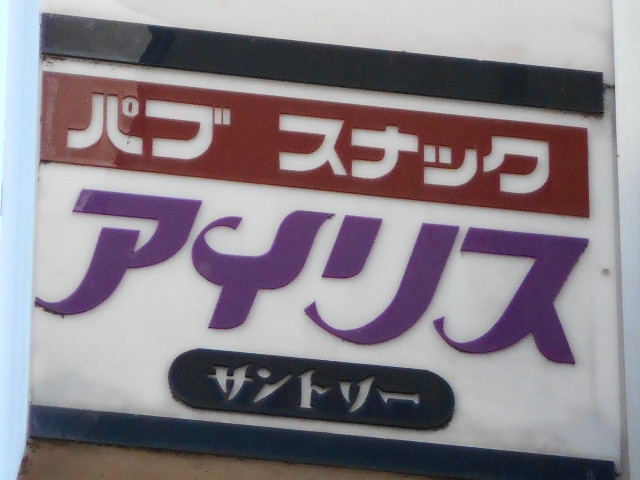 パブ スナック
アイリス
サントリー